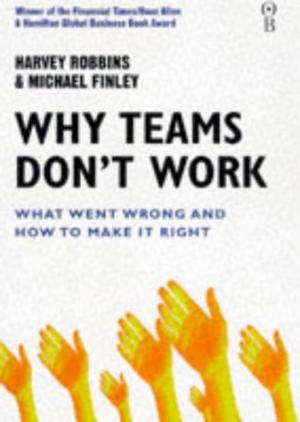 Winner of the Financial Times/Booz Allen
& Hamilton Global Business Book Award
HARVEY ROBBINS
& MICHAEL FINLEY
WHY TEAMS
DON'T WORK
WHAT WENT WRONG AND
HOW TO MAKE IT RIGHT
B